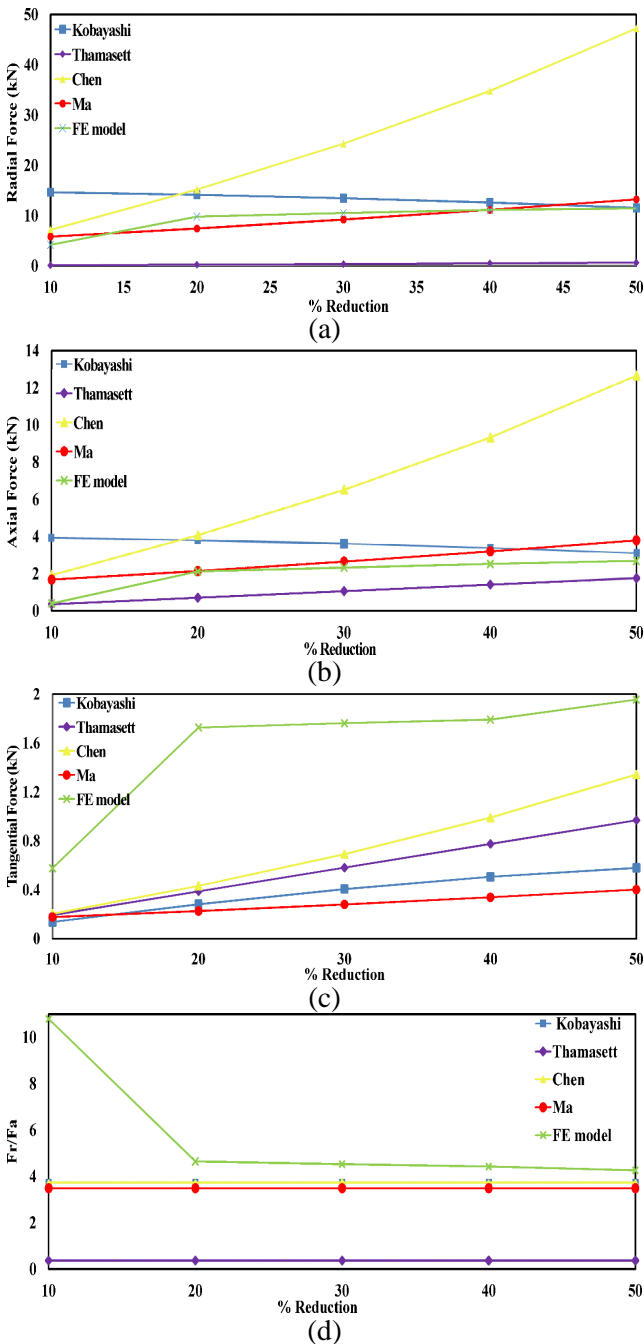 50
Kobayashi
Thamasett
Chen
Ma
FE model
40
30
20
10
0
Radial Force (kN)
10 15 20 25 30 35 40 45 50
% Reduction
(a)
14
Kobayashi
Thamasett
Chen
Ma
FE model
12
10
8
6
4
2
0
Axial Force (kN)
10 20 30 40 50
% Reduction
(b)
2
Kobayashi
Thamasett
Chen
Ma
FE model
1.6
1.2
0.8
0.4
0
Tangential Force (kN)
10 20 30 40 50
% Reduction
(c)
10
Kobayashi
Thamasett
Chen
Ma
FE model
8
6
4
2
0
Fr/Fa
10 20 30 40 50
% Reduction
(d)